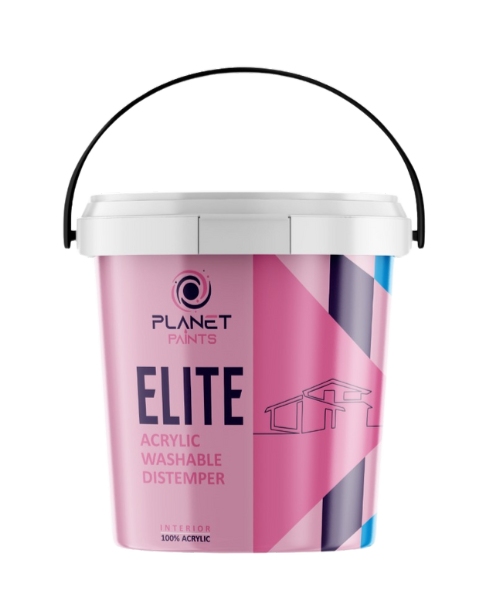 PLANET
PAINTS
ELITE
ACRYLIC
WASHABLE
DISTEMPER
INTERIOR
100% ACRYLIC